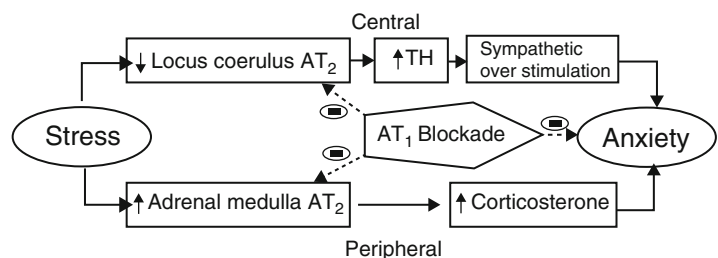 Central
↓ Locus coerulus AT2
↑TH
Sympathetic
over stimulation
Stress
AT1 Blockade
Anxiety
↑ Adrenal medulla AT2
↑ Corticosterone
Peripheral